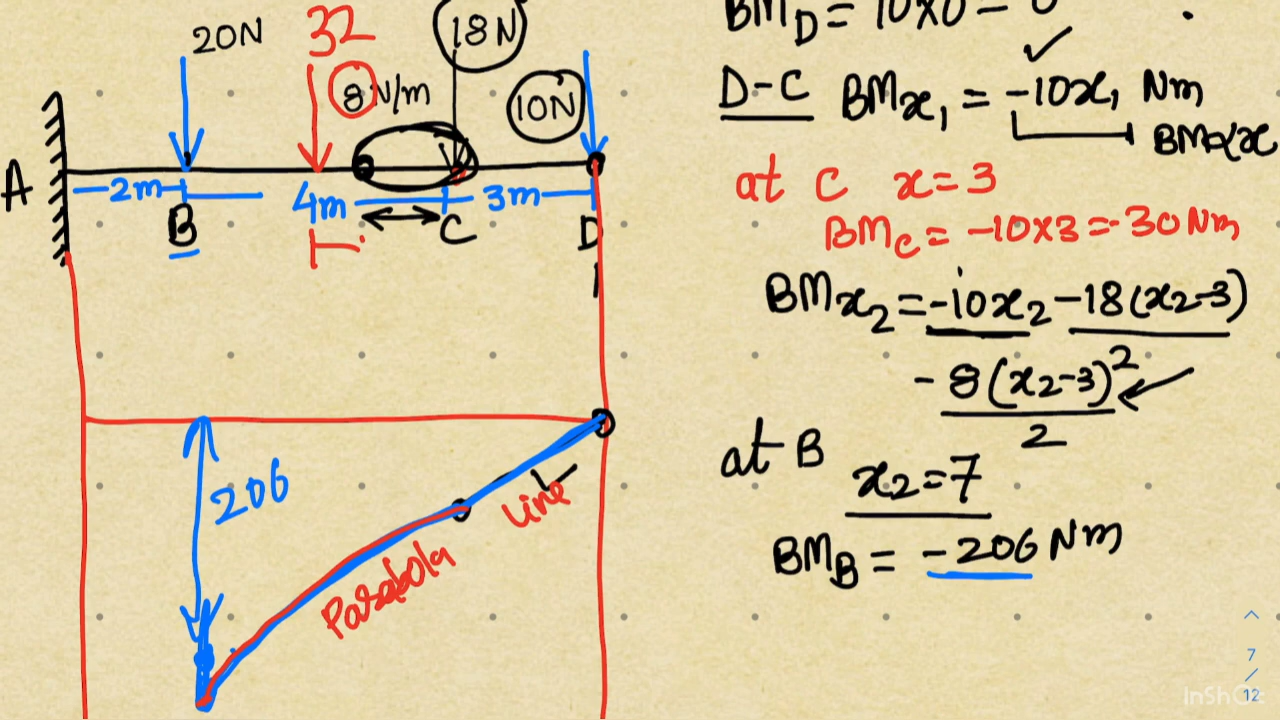 BM_D = 10×0 = 0
20N
32
18N
8 N/m
10N
D-C BMx₁ = -10x₁ Nm
BM∝x
A
2m
4m
3m
B
C
D
at C x=3
BM_C = -10×3 = -30 Nm
BMx₂ = -10x₂ -18(x₂-3)
- 8(x₂-3)²
2
at B
x₂=7
BM_B = -206 Nm
206
Line
Parabola
7
/
12
InShOt